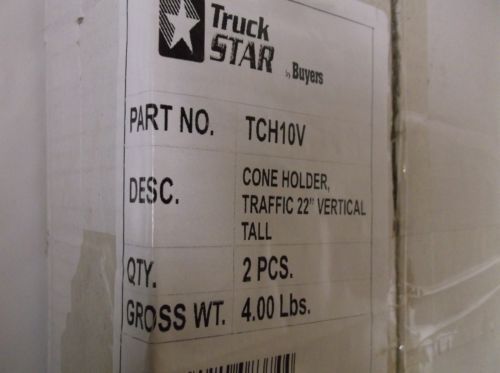 Truck
STAR
by Buyers
PART NO. TCH10V
DESC. CONE HOLDER,
TRAFFIC 22" VERTICAL
TALL
QTY. 2 PCS.
GROSS WT. 4.00 Lbs.